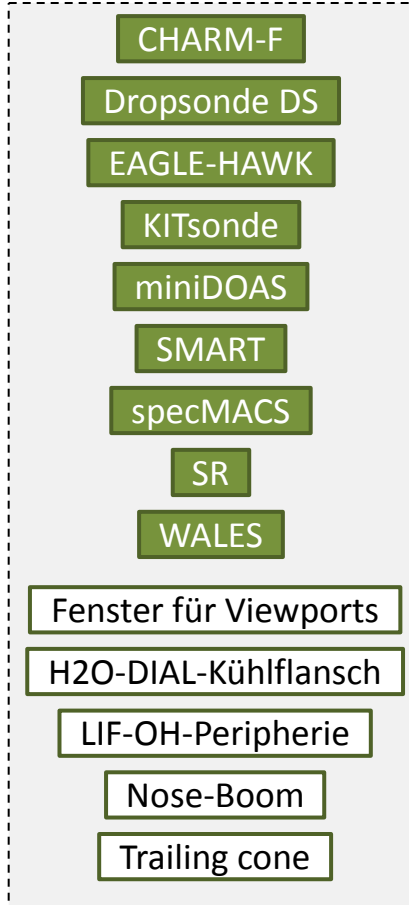 CHARM-F
Dropsonde DS
EAGLE-HAWK
KITsonde
miniDOAS
SMART
specMACS
SR
WALES
Fenster für Viewports
H2O-DIAL-Kühlflansch
LIF-OH-Peripherie
Nose-Boom
Trailing cone